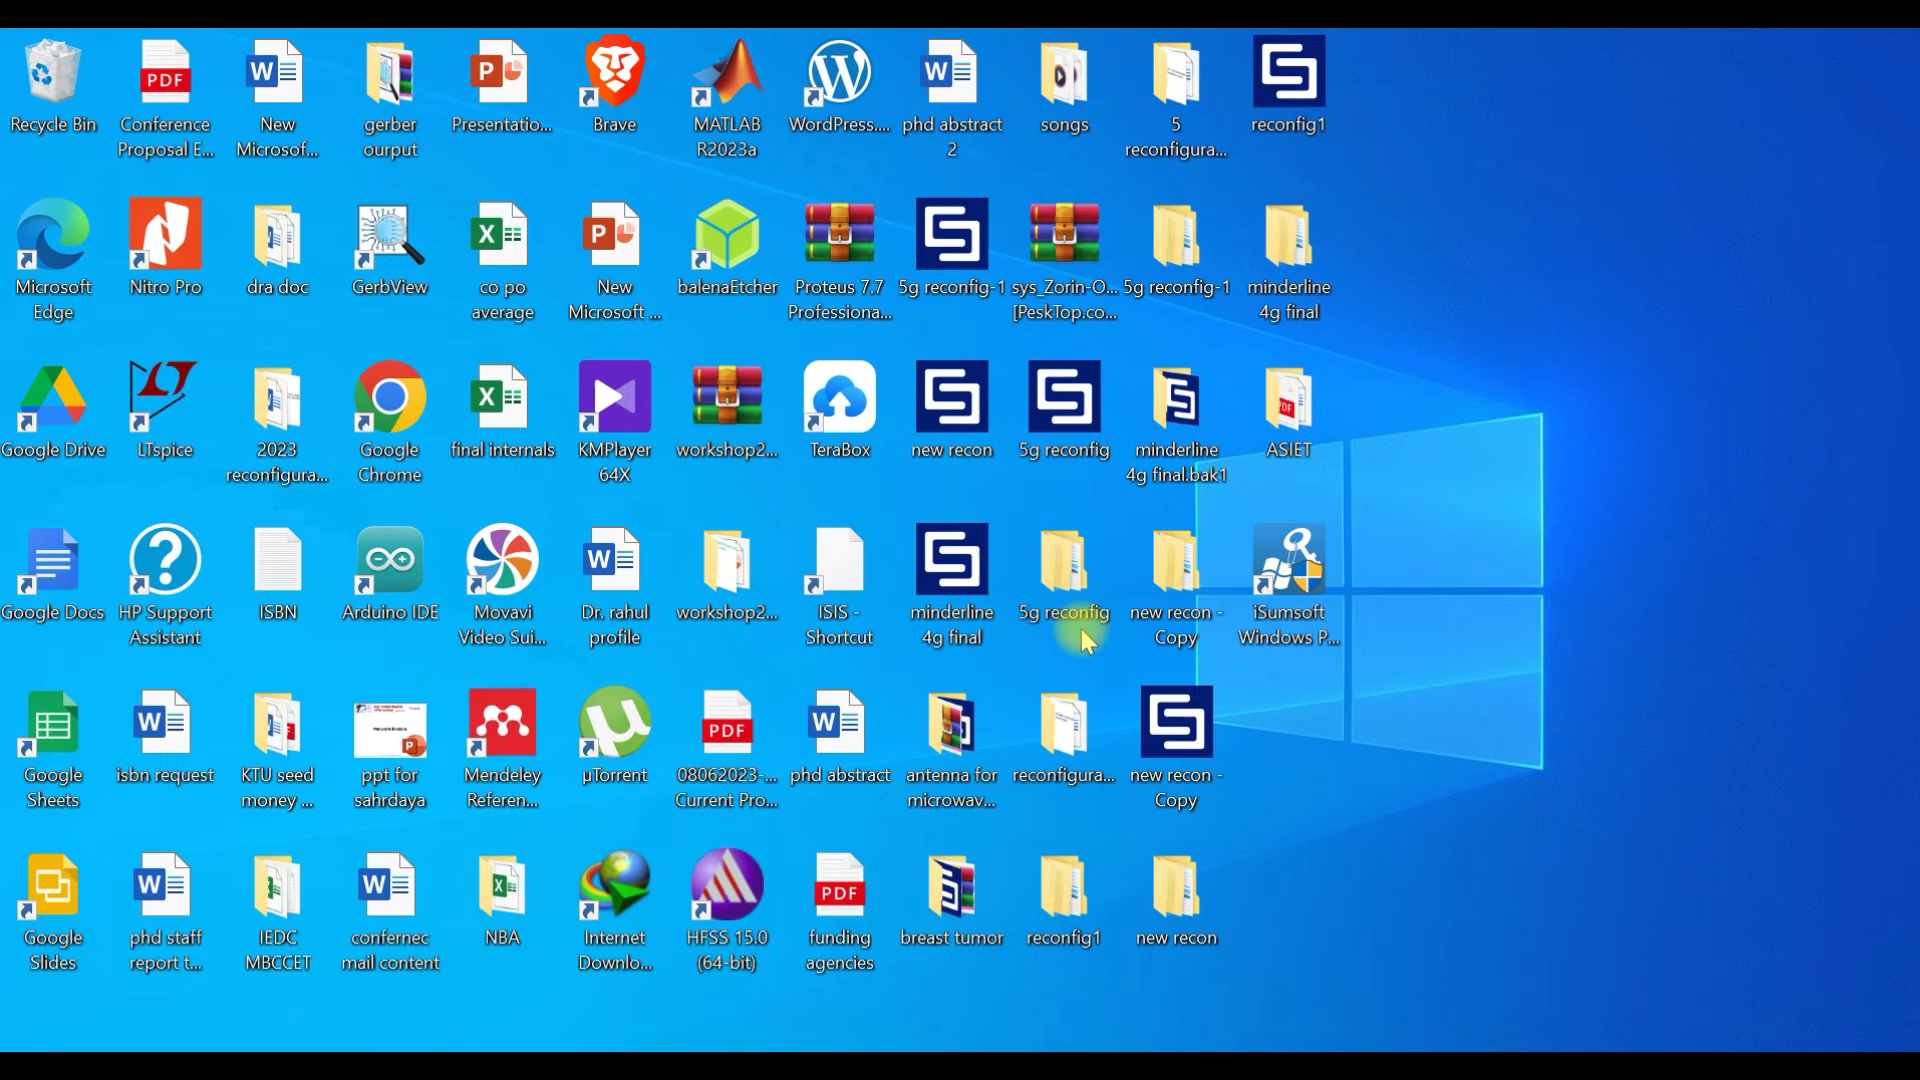 Recycle Bin
Conference
Proposal E...
New
Microsof...
gerber
ourput
Presentatio...
Brave
MATLAB
R2023a
WordPress....
phd abstract
2
songs
5
reconfigura...
reconfig1
Microsoft
Edge
Nitro Pro
dra doc
GerbView
co po
average
New
Microsoft ...
balenaEtcher
Proteus 7.7
Professiona...
5g reconfig-1
sys_Zorin-O...
[PeskTop.co...
5g reconfig-1
minderline
4g final
Google Drive
LTspice
2023
reconfigura...
Google
Chrome
final internals
KMPlayer
64X
workshop2...
TeraBox
new recon
5g reconfig
minderline
4g final.bak1
ASIET
Google Docs
HP Support
Assistant
ISBN
Arduino IDE
Movavi
Video Sui...
Dr. rahul
profile
workshop2...
ISIS -
Shortcut
minderline
4g final
5g reconfig
new recon -
Copy
iSumsoft
Windows P...
Google
Sheets
isbn request
KTU seed
money ...
ppt for
sahrdaya
Mendeley
Referen...
µTorrent
08062023-...
Current Pro...
phd abstract
antenna for
microwav...
reconfigura...
new recon -
Copy
Google
Slides
phd staff
report t...
IEDC
MBCCET
confernec
mail content
NBA
Internet
Downlo...
HFSS 15.0
(64-bit)
funding
agencies
breast tumor
reconfig1
new recon